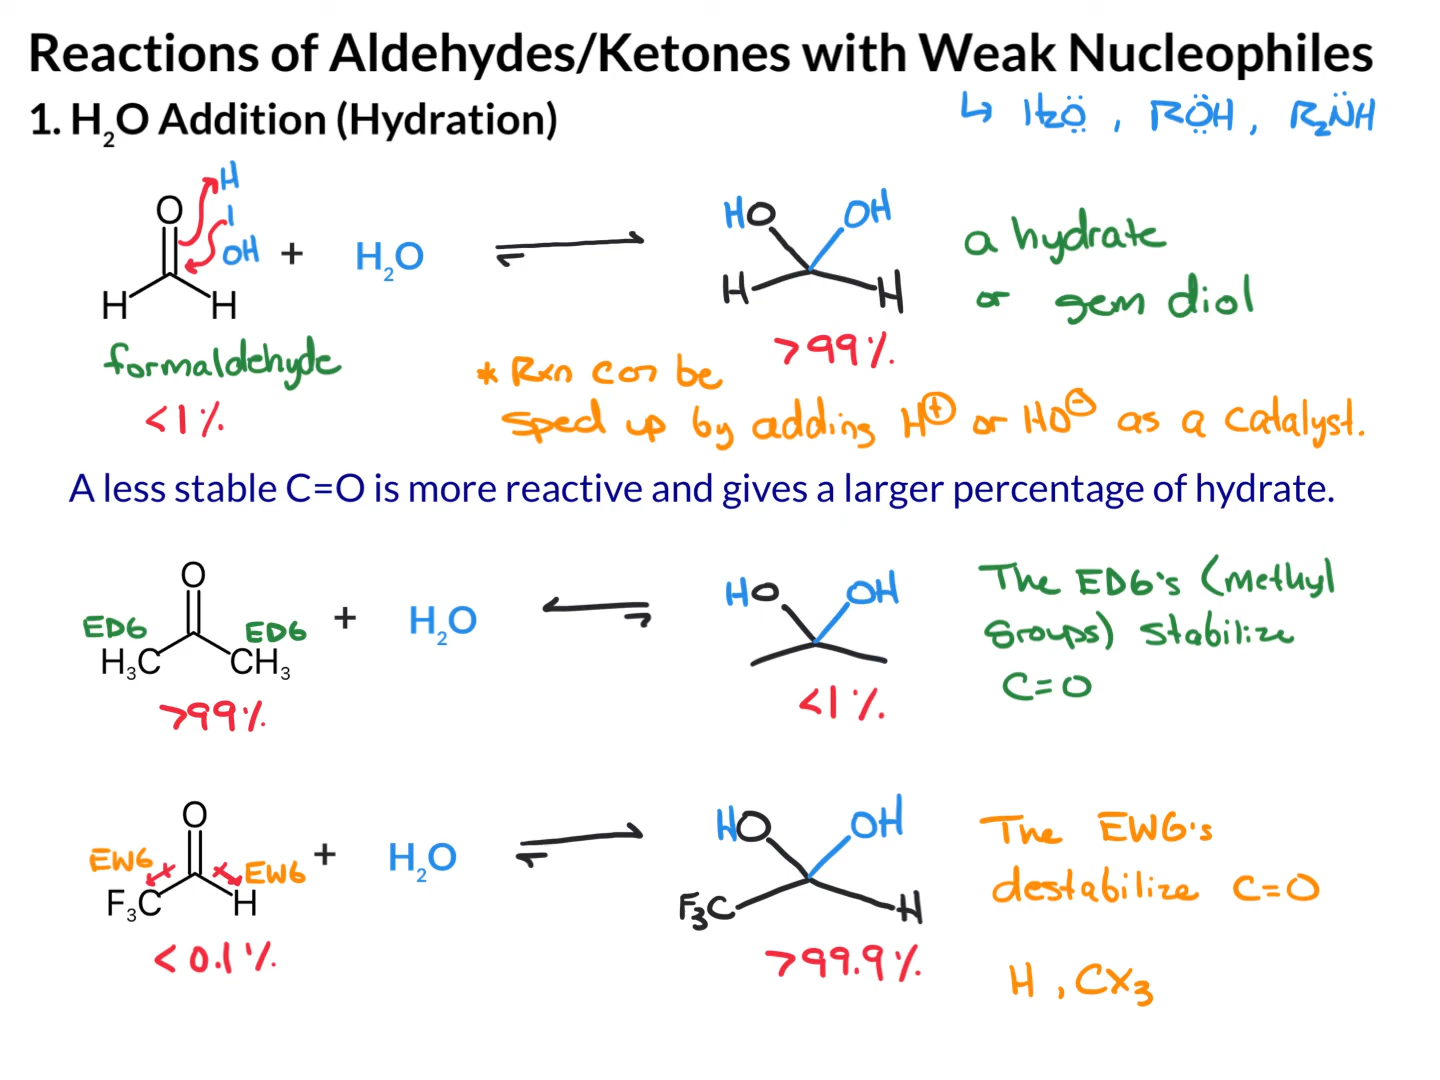 Reactions of Aldehydes/Ketones with Weak Nucleophiles
1. H₂O Addition (Hydration)
↳ H₂Ö, RÖH, R₂N̈H
O H
OH + H₂O
H H
HO OH
H H
a hydrate
or gem diol
formaldehyde
<1%
>99%
* Rxn can be
sped up by adding H⊕ or HO⊖ as a catalyst.
A less stable C=O is more reactive and gives a larger percentage of hydrate.
O
EDG EDG + H₂O
H₃C CH₃
>99%
HO OH
<1%
The EDG's (methyl
groups) stabilize
C=O
O
EWG EWG + H₂O
F₃C H
<0.1%
HO OH
F₃C H
>99.9%
The EWG's
destabilize C=O
H, CX₃